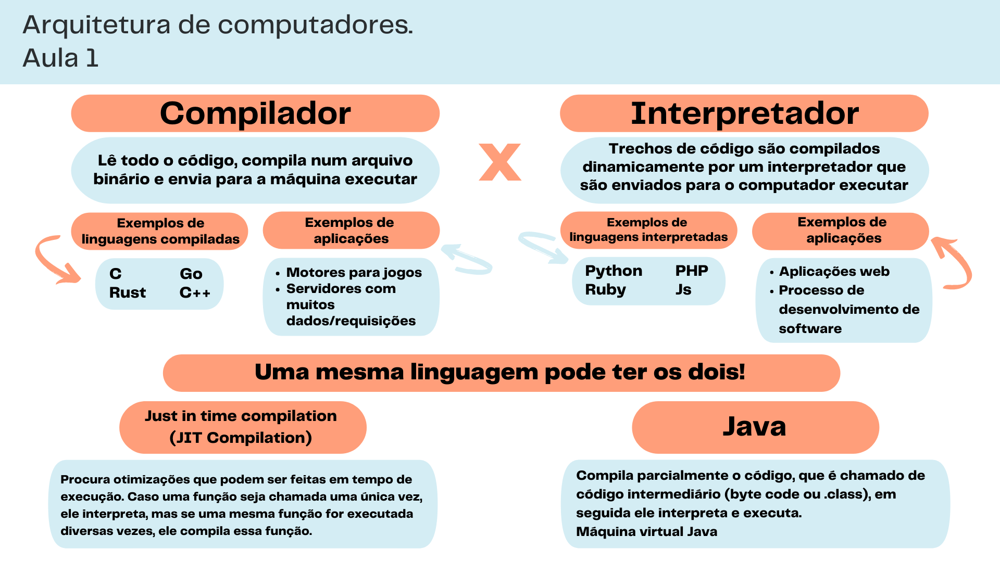 Arquitetura de computadores.
Aula 1
Compilador
Lê todo o código, compila num arquivo
binário e envia para a máquina executar
Exemplos de
linguagens compiladas
C
Go
Rust
C++
Exemplos de
aplicações
Motores para jogos
Servidores com
muitos
dados/requisições
X
Interpretador
Trechos de código são compilados
dinamicamente por um interpretador que
são enviados para o computador executar
Exemplos de
linguagens interpretadas
Python
PHP
Ruby
Js
Exemplos de
aplicações
Aplicações web
Processo de
desenvolvimento de
software
Uma mesma linguagem pode ter os dois!
Just in time compilation
(JIT Compilation)
Procura otimizações que podem ser feitas em tempo de
execução. Caso uma função seja chamada uma única vez,
ele interpreta, mas se uma mesma função for executada
diversas vezes, ele compila essa função.
Java
Compila parcialmente o código, que é chamado de
código intermediário (byte code ou .class), em
seguida ele interpreta e executa.
Máquina virtual Java